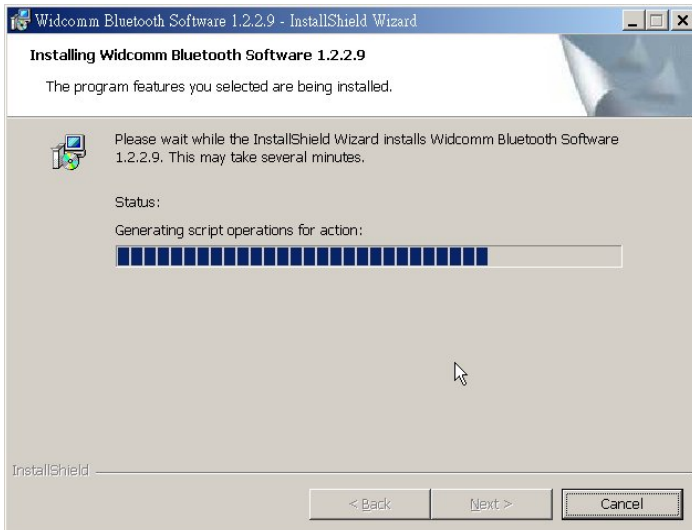 Widcomm Bluetooth Software 1.2.2.9 - InstallShield Wizard
Installing Widcomm Bluetooth Software 1.2.2.9
The program features you selected are being installed.
Please wait while the InstallShield Wizard installs Widcomm Bluetooth Software
1.2.2.9. This may take several minutes.
Status:
Generating script operations for action:
InstallShield
< Back Next > Cancel